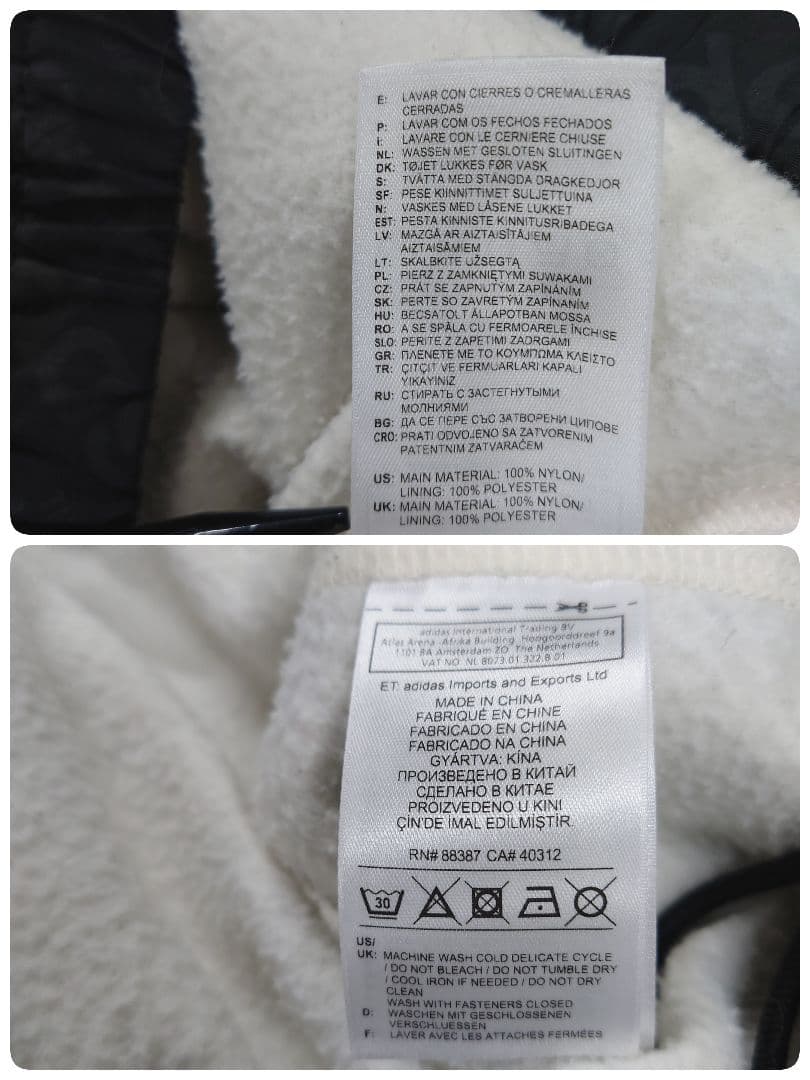 E: LAVAR CON CIERRES O CREMALLERAS
CERRADAS
P: LAVAR COM OS FECHOS FECHADOS
I: LAVARE CON LE CERNIERE CHIUSE
NL: WASSEN MET GESLOTEN SLUITINGEN
DK: TØJET LUKKES FØR VASK
S: TVÄTTA MED STÄNGDA DRAGKEDJOR
SF: PESE KIINNITTIMET SULJETTUINA
N: VASKES MED LÅSENE LUKKET
EST: PESTA KINNISTE KINNITUSRIBADEGA
LV: MAZGĀ AR AIZTAISĪTĀJIEM
AIZTAISĀMIEM
LT: SKALBKITE UŽSEGTĄ
PL: PIERZ Z ZAMKNIĘTYMI SUWAKAMI
CZ: PRÁT SE ZAPNUTÝM ZAPÍNÁNÍM
SK: PERTE SO ZAVRETÝM ZAPÍNANÍM
HU: BECSATOLT ÁLLAPOTBAN MOSSA
RO: A SE SPĂLA CU FERMOARELE ÎNCHISE
SLO: PERITE Z ZAPETIMI ZADRGAMI
GR: ΠΛΕΝΕΤΕ ΜΕ ΤΟ ΚΟΥΜΠΩΜΑ ΚΛΕΙΣΤΟ
TR: ÇITÇIT VE FERMUARLARI KAPALI
YIKAYINIZ
RU: СТИРАТЬ С ЗАСТЕГНУТЫМИ
МОЛНИЯМИ
BG: ДА СЕ ПЕРЕ СЪС ЗАТВОРЕНИ ЦИПОВЕ
CRO: PRATI ODVOJENO SA ZATVORENIM
PATENTNIM ZATVARAČEM
US: MAIN MATERIAL: 100% NYLON/
LINING: 100% POLYESTER
UK: MAIN MATERIAL: 100% NYLON/
LINING: 100% POLYESTER
adidas International Trading BV
Atlas Arena -Afrika Building, Hoogoorddreef 9a
1101 BA Amsterdam ZO, The Netherlands
VAT NO: NL 8073.01.332.B.01
ET: adidas Imports and Exports Ltd
MADE IN CHINA
FABRIQUÉ EN CHINE
FABRICADO EN CHINA
FABRICADO NA CHINA
GYÁRTVA: KÍNA
ПРОИЗВЕДЕНО В КИТАЙ
СДЕЛАНО В КИТАЕ
PROIZVEDENO U KINI
ÇİN'DE İMAL EDİLMİŞTİR.
RN# 88387 CA# 40312
30
US/
UK: MACHINE WASH COLD DELICATE CYCLE
/ DO NOT BLEACH / DO NOT TUMBLE DRY
/ COOL IRON IF NEEDED / DO NOT DRY
CLEAN
WASH WITH FASTENERS CLOSED
D: WASCHEN MIT GESCHLOSSENEN
VERSCHLUESSEN
F: LAVER AVEC LES ATTACHES FERMÉES